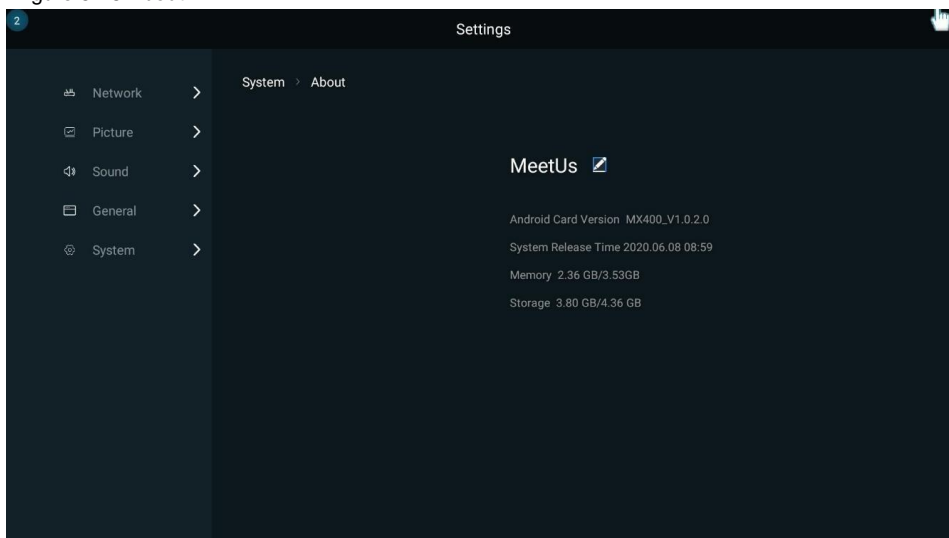 2
Settings
Network
Picture
Sound
General
System
System > About
MeetUs
Android Card Version MX400_V1.0.2.0
System Release Time 2020.06.08 08:59
Memory 2.36 GB/3.53GB
Storage 3.80 GB/4.36 GB